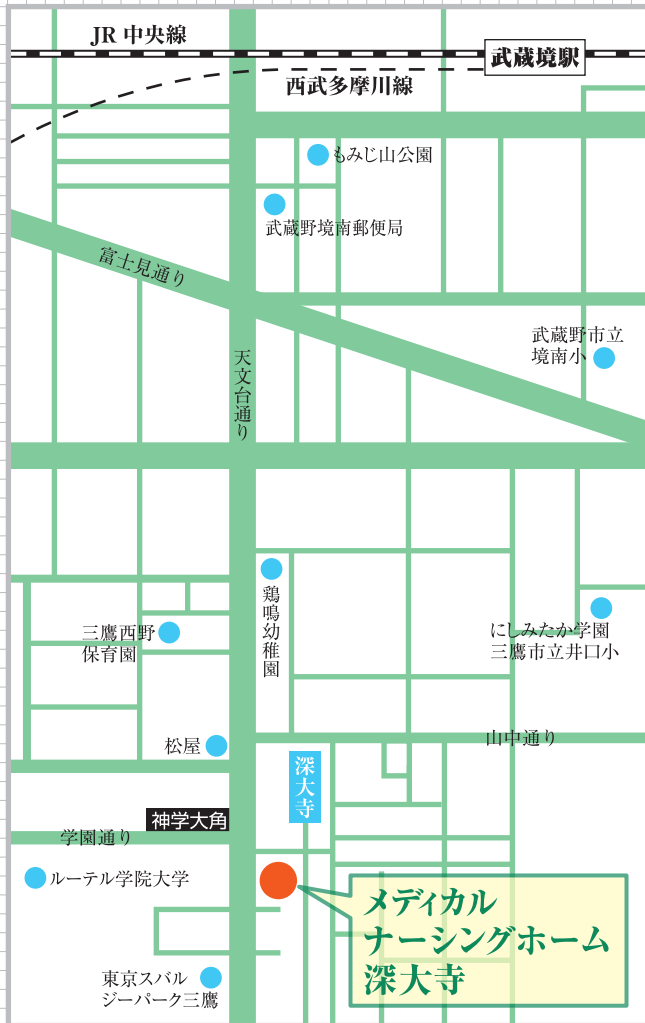 JR 中央線
武蔵境駅
西武多摩川線
もみじ山公園
武蔵野境南郵便局
富士見通り
武蔵野市立
境南小
天文台通り
鶏鳴幼稚園
三鷹西野
保育園
にしみたか学園
三鷹市立井口小
松屋
山中通り
深大寺
神学大角
学園通り
ルーテル学院大学
メディカル
ナーシングホーム
深大寺
東京スバル
ジーパーク三鷹